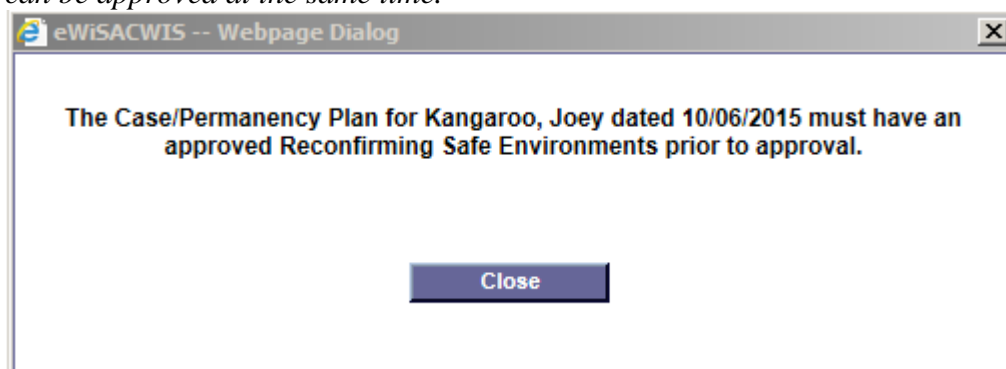 can be approved at the same time.
eWiSACWIS -- Webpage Dialog
The Case/Permanency Plan for Kangaroo, Joey dated 10/06/2015 must have an
approved Reconfirming Safe Environments prior to approval.
Close